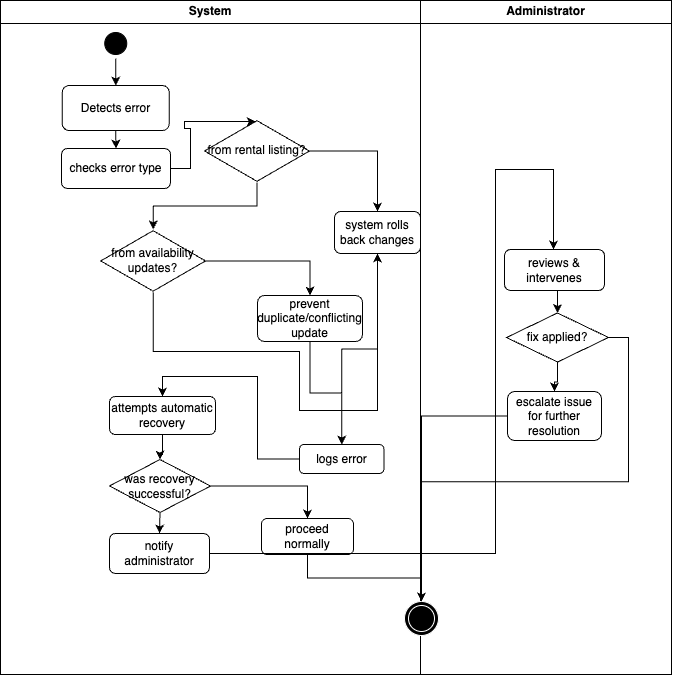 System
Administrator
Detects error
checks error type
from rental listing?
system rolls
back changes
from availability
updates?
prevent
duplicate/conflicting
update
reviews &
intervenes
fix applied?
escalate issue
for further
resolution
attempts automatic
recovery
logs error
was recovery
successful?
proceed
normally
notify
administrator